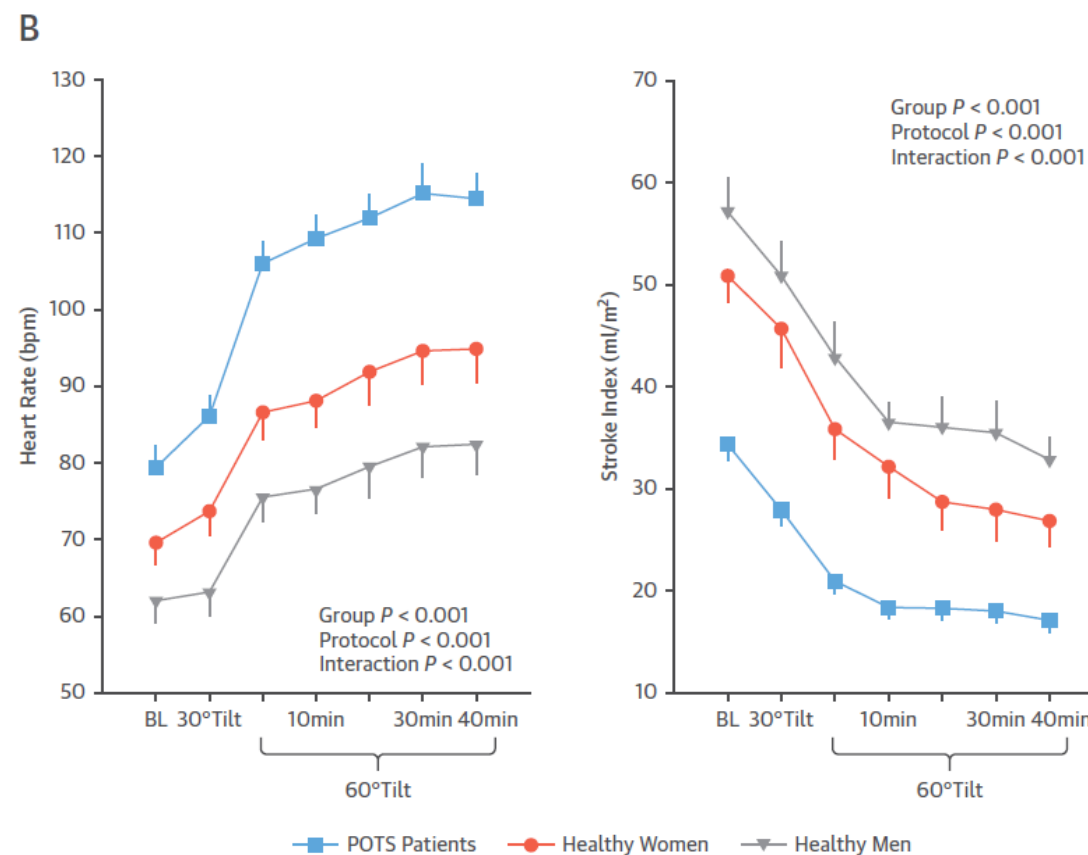 B
130
120
110
100
90
80
70
60
50
Heart Rate (bpm)
Group P < 0.001
Protocol P < 0.001
Interaction P < 0.001
BL 30°Tilt 10min 30min 40min
60°Tilt
70
60
50
40
30
20
10
Stroke Index (ml/m²)
Group P < 0.001
Protocol P < 0.001
Interaction P < 0.001
BL 30°Tilt 10min 30min 40min
60°Tilt
POTS Patients Healthy Women Healthy Men